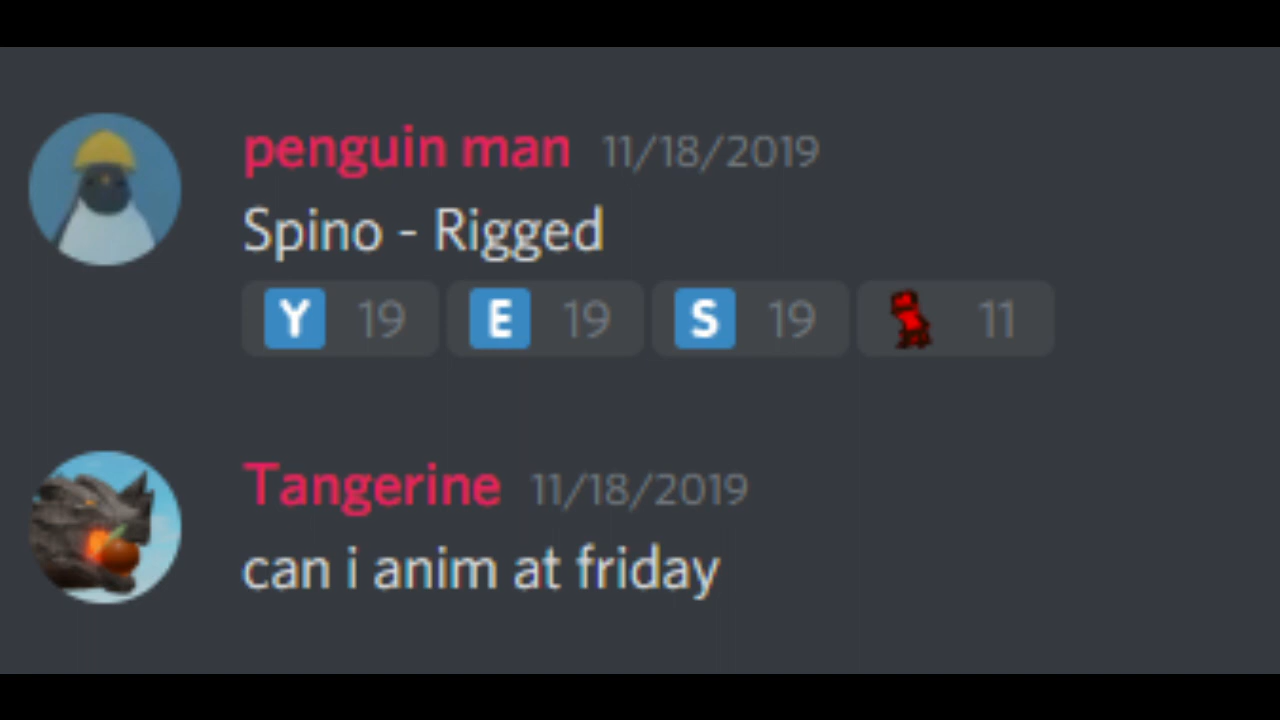 penguin man 11/18/2019
Spino - Rigged
Y 19 E 19 S 19 11
Tangerine 11/18/2019
can i anim at friday